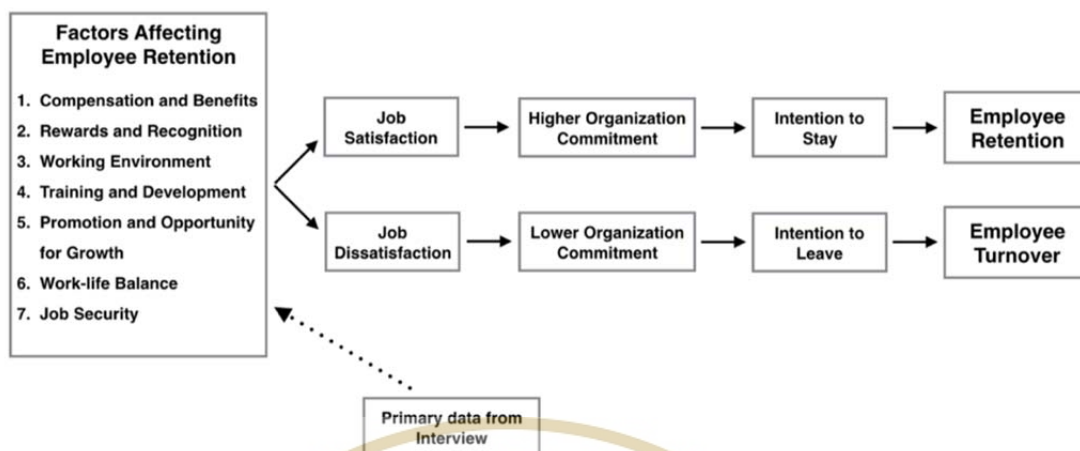 Factors Affecting
Employee Retention
1. Compensation and Benefits
2. Rewards and Recognition
3. Working Environment
4. Training and Development
5. Promotion and Opportunity
for Growth
6. Work-life Balance
7. Job Security
Job
Satisfaction
Higher Organization
Commitment
Intention to
Stay
Employee
Retention
Job
Dissatisfaction
Lower Organization
Commitment
Intention to
Leave
Employee
Turnover
Primary data from
Interview